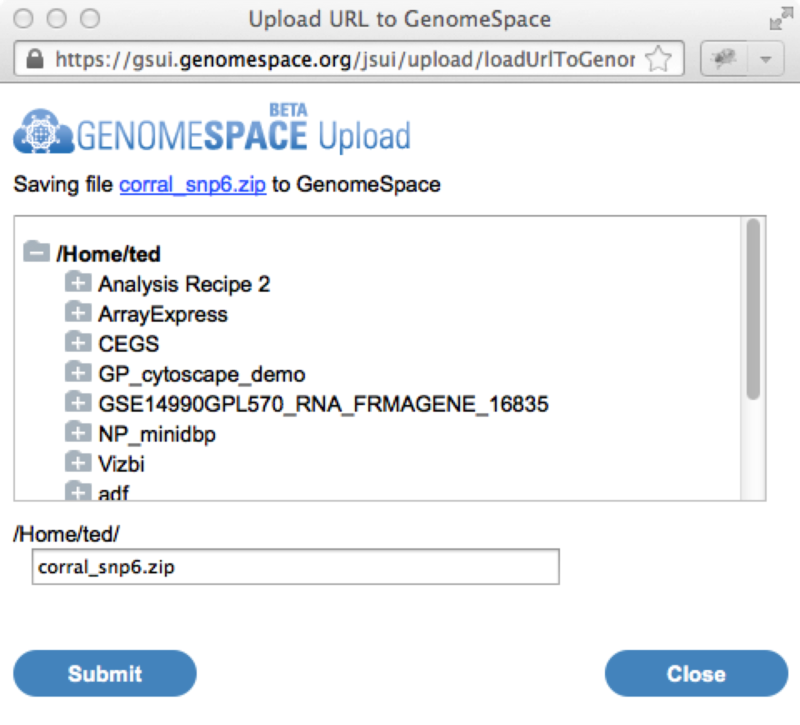 Upload URL to GenomeSpace
https://gsui.genomespace.org/jsui/upload/loadUrlToGenor
BETA
GENOMESPACE Upload
Saving file corral_snp6.zip to GenomeSpace
/Home/ted
Analysis Recipe 2
ArrayExpress
CEGS
GP_cytoscape_demo
GSE14990GPL570_RNA_FRMAGENE_16835
NP_minidbp
Vizbi
adf
/Home/ted/
corral_snp6.zip
Submit
Close